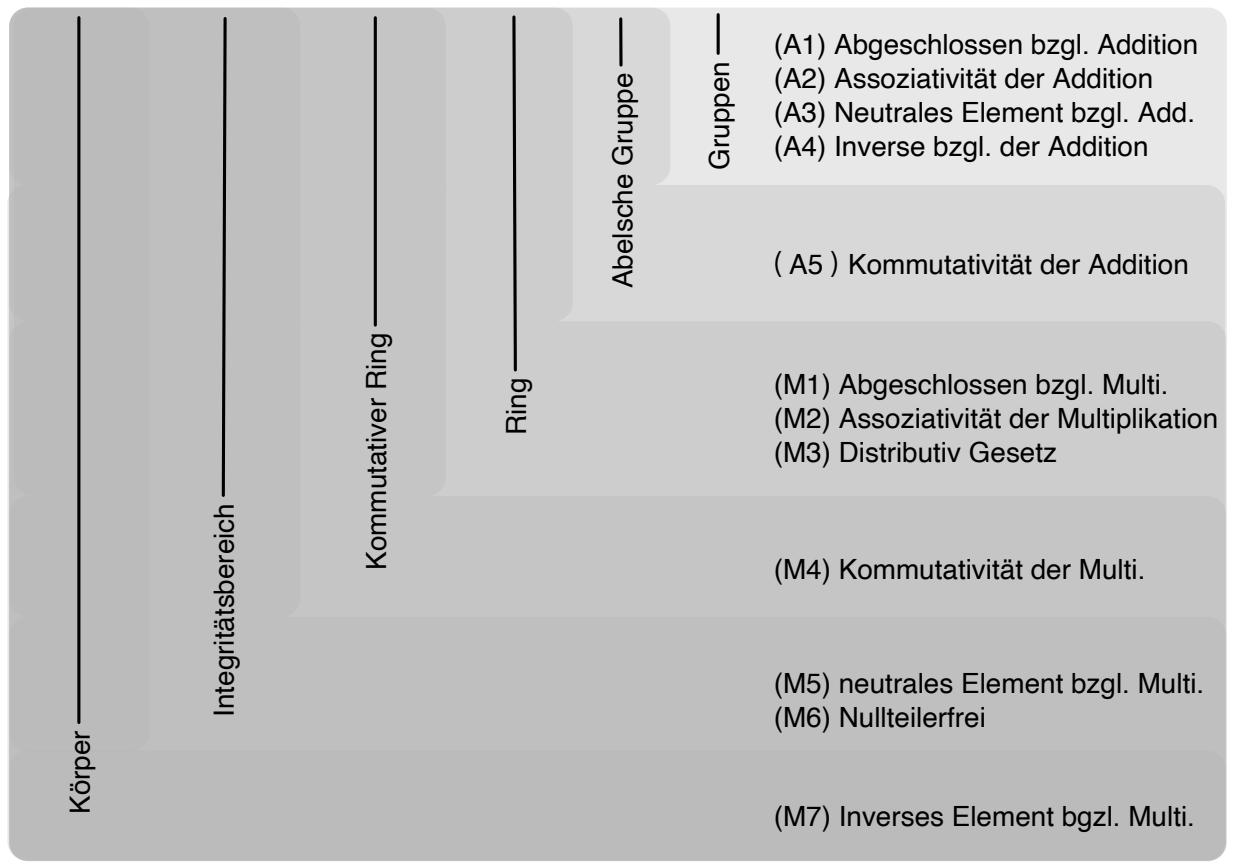 Körper
Integritätsbereich
Kommutativer Ring
Ring
Abelsche Gruppe
Gruppen
(A1) Abgeschlossen bzgl. Addition
(A2) Assoziativität der Addition
(A3) Neutrales Element bzgl. Add.
(A4) Inverse bzgl. der Addition
( A5 ) Kommutativität der Addition
(M1) Abgeschlossen bzgl. Multi.
(M2) Assoziativität der Multiplikation
(M3) Distributiv Gesetz
(M4) Kommutativität der Multi.
(M5) neutrales Element bzgl. Multi.
(M6) Nullteilerfrei
(M7) Inverses Element bgzl. Multi.